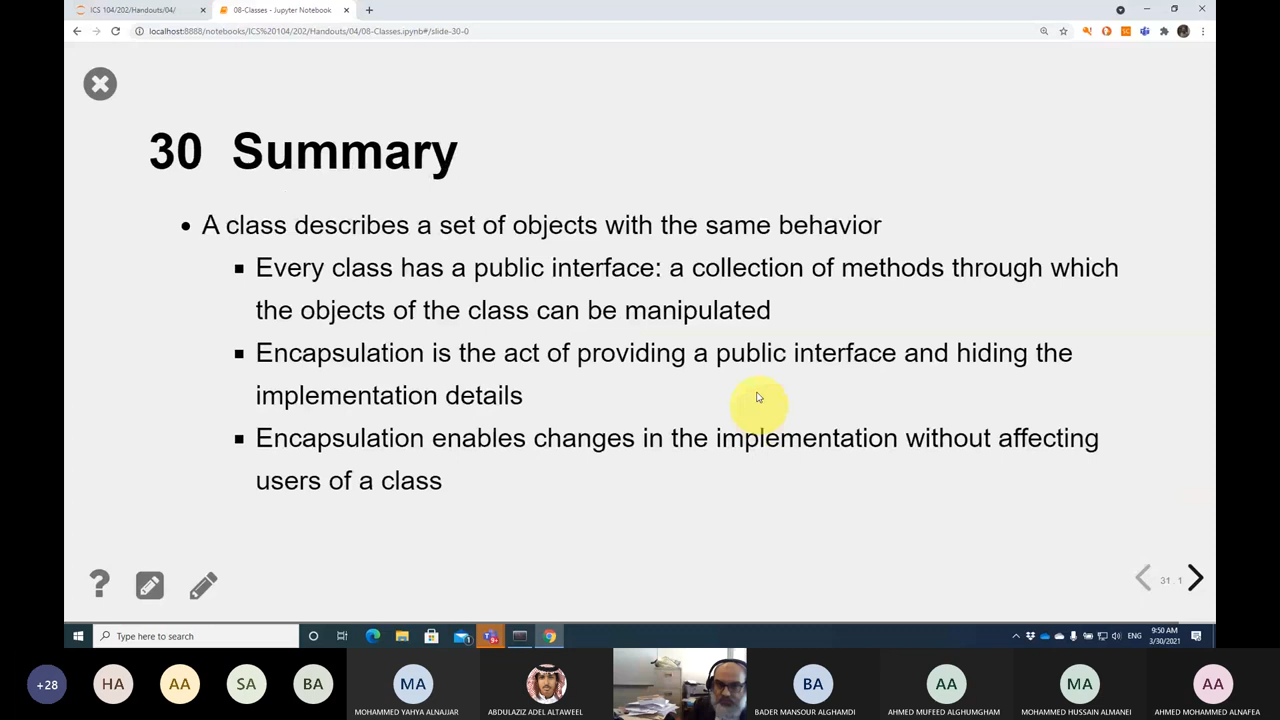 ICS 104/202/Handouts/04/
08-Classes - Jupyter Notebook
localhost:8888/notebooks/ICS%20104/202/Handouts/04/08-Classes.ipynb#/slide-30-0
30 Summary
A class describes a set of objects with the same behavior
Every class has a public interface: a collection of methods through which
the objects of the class can be manipulated
Encapsulation is the act of providing a public interface and hiding the
implementation details
Encapsulation enables changes in the implementation without affecting
users of a class
31.1
Type here to search
ENG
9:50 AM
3/30/2021
+28
HA
AA
SA
BA
MA
MOHAMMED YAHYA ALNAJJAR
ABDULAZIZ ADEL ALTAWEEL
BA
BADER MANSOUR ALGHAMDI
AA
AHMED MUFEED ALGHUMGHAM
MA
MOHAMMED HUSSAIN ALMANEI
AA
AHMED MOHAMMED ALNAFEA